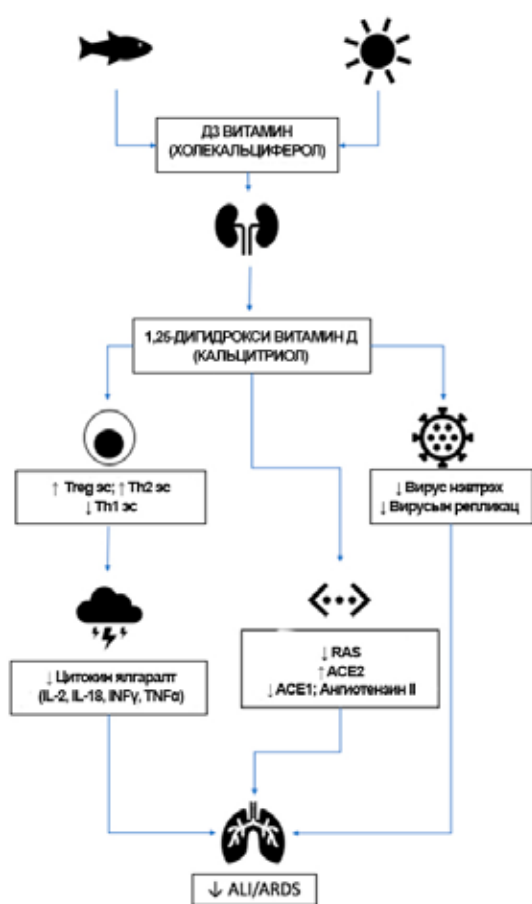 Д3 ВИТАМИН
(ХОЛЕКАЛЬЦИФЕРОЛ)
1,25-ДИГИДРОКСИ ВИТАМИН Д
(КАЛЬЦИТРИОЛ)
↑ Treg эс; ↑ Th2 эс
↓ Th1 эс
↓ Вирус нэвтрэх
↓ Вирусын репликац
↓ Цитокин ялгаралт
(IL-2, IL-18, INFγ, TNFα)
↓ RAS
↑ ACE2
↓ ACE1; Ангиотензин II
↓ ALI/ARDS